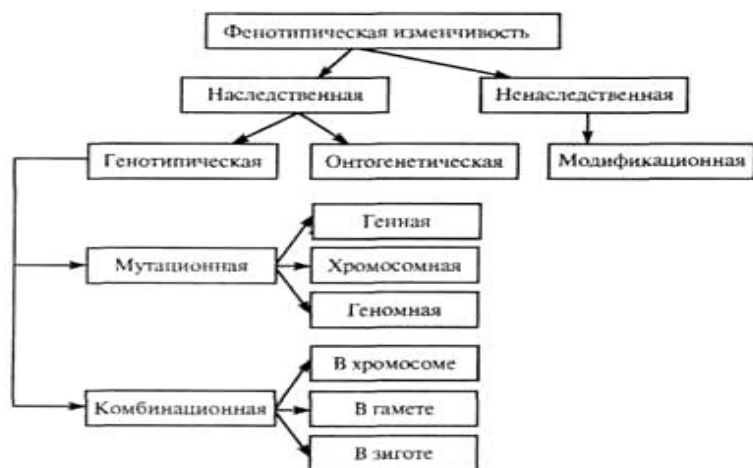 Фенотипическая изменчивость
Наследственная
Ненаследственная
Генотипическая
Онтогенетическая
Модификационная
Генная
Мутационная
Хромосомная
Геномная
В хромосоме
Комбинационная
В гамете
В зиготе